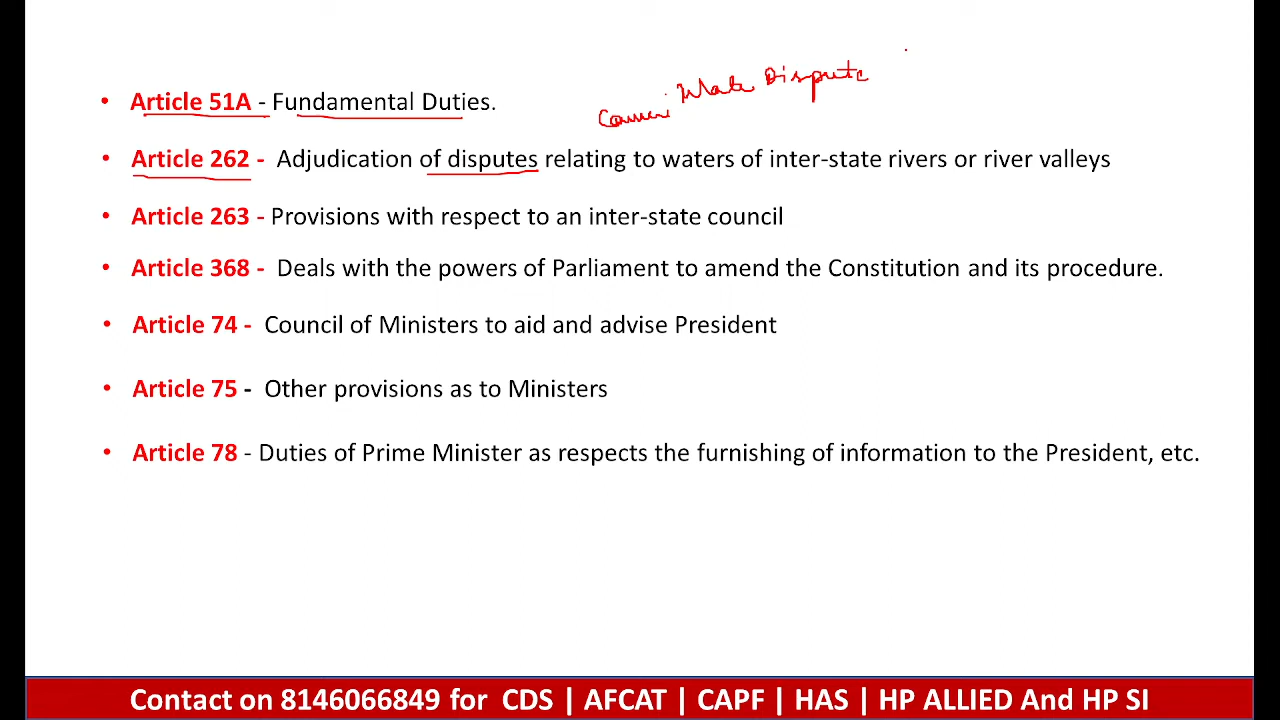 Dispute
• Article 51A - Fundamental Duties.
• Article 262 - Adjudication of disputes relating to waters of inter-state rivers or river valleys
• Article 263 - Provisions with respect to an inter-state council
• Article 368 - Deals with the powers of Parliament to amend the Constitution and its procedure.
• Article 74 - Council of Ministers to aid and advise President
• Article 75 - Other provisions as to Ministers
• Article 78 - Duties of Prime Minister as respects the furnishing of information to the President, etc.
Contact on 8146066849 for CDS | AFCAT | CAPF | HAS | HP ALLIED And HP SI